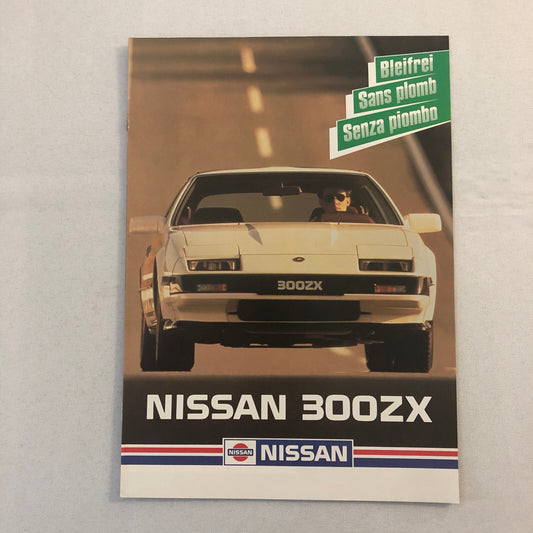 Bleifrei
Sans plomb
Senza piombo
300ZX
NISSAN 300ZX
NISSAN NISSAN